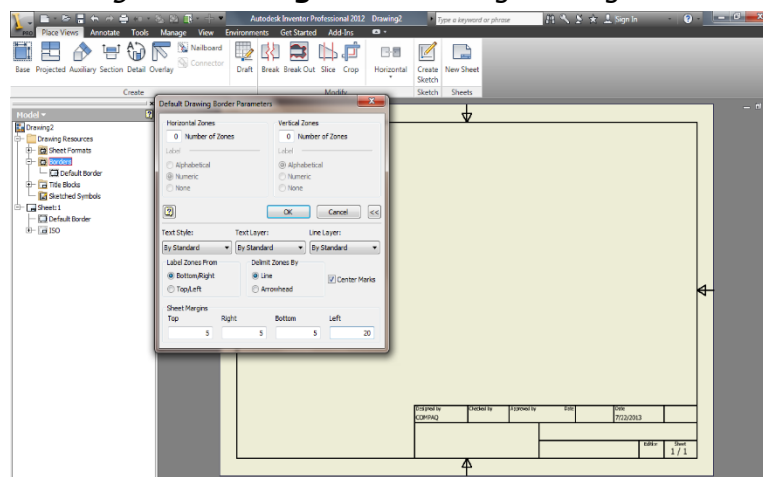 Autodesk Inventor Professional 2012 Drawing2
Type a keyword or phrase
Sign In
PRO Place Views Annotate Tools Manage View Environments Get Started Add-Ins
Base Projected Auxiliary Section Detail Overlay
Nailboard
Connector
Draft Break Break Out Slice Crop Horizontal
Create Sketch
New Sheet
Create Modify Sketch Sheets
Model
Drawing2
Drawing Resources
Sheet Formats
Borders
Default Border
Title Blocks
Sketched Symbols
Sheet:1
Default Border
ISO
Default Drawing Border Parameters
Horizontal Zones Vertical Zones
0 Number of Zones 0 Number of Zones
Label Label
Alphabetical Alphabetical
Numeric Numeric
None None
OK Cancel <<
Text Style: Text Layer: Line Layer:
By Standard By Standard By Standard
Label Zones From Delimit Zones By
Bottom/Right Line Center Marks
Top/Left Arrowhead
Sheet Margins
Top Right Bottom Left
5 5 5 20
Designed by Checked by Approved by Date Date
COMPAQ 7/22/2013
Edition Sheet
1 / 1